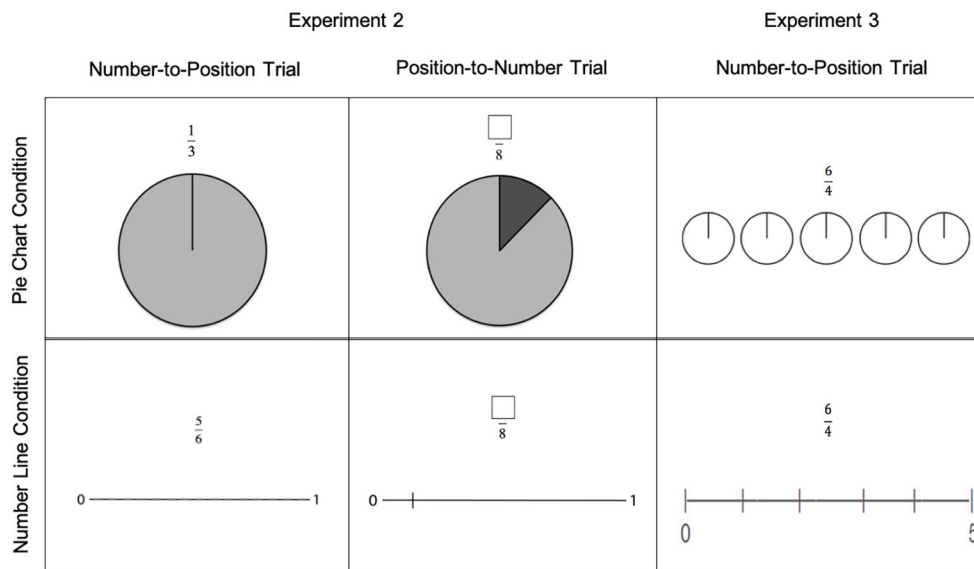 Experiment 2
Experiment 3
Number-to-Position Trial
Position-to-Number Trial
Number-to-Position Trial
Pie Chart Condition
1
3
8
6
4
Number Line Condition
5
6
8
6
4
0
1
0
1
0
5